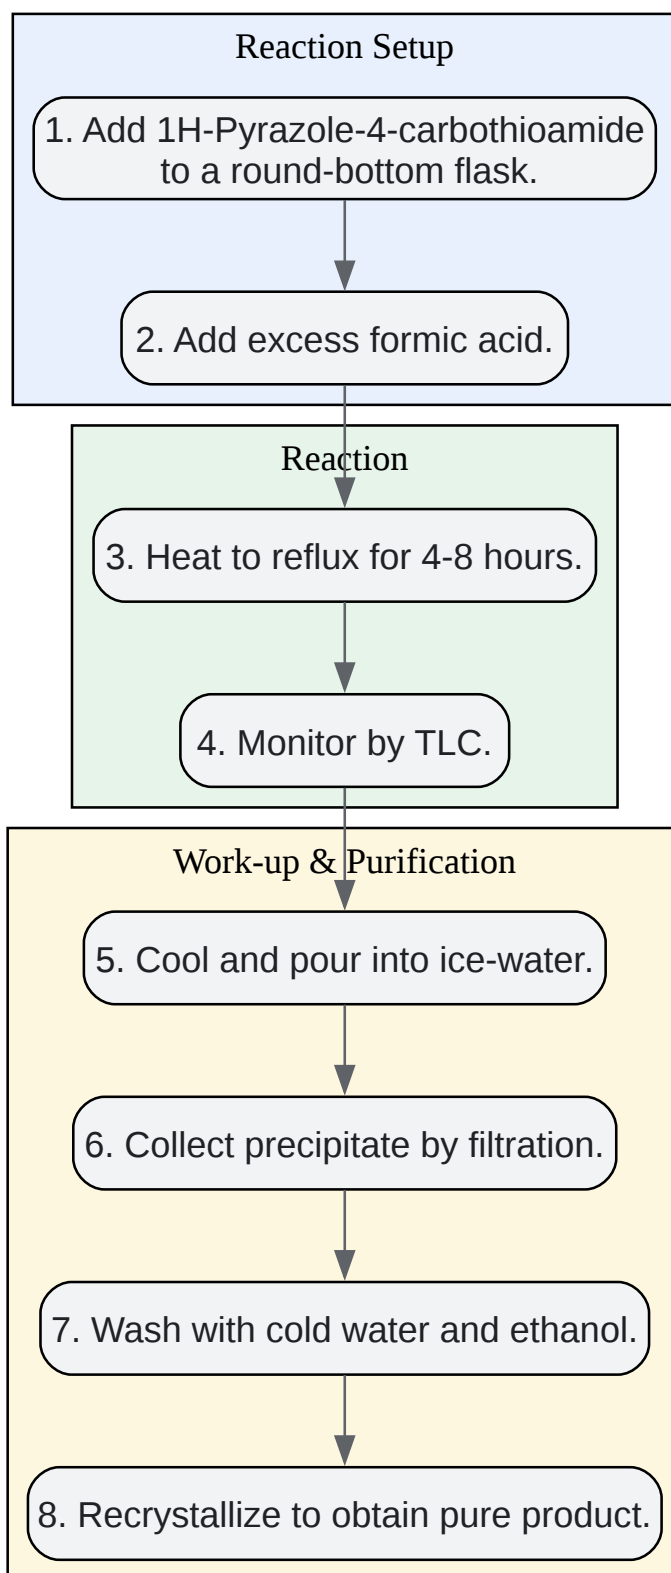 Reaction Setup
1. Add 1H-Pyrazole-4-carbothioamide
to a round-bottom flask.
2. Add excess formic acid.
Reaction
3. Heat to reflux for 4-8 hours.
4. Monitor by TLC.
Work-up & Purification
5. Cool and pour into ice-water.
6. Collect precipitate by filtration.
7. Wash with cold water and ethanol.
8. Recrystallize to obtain pure product.